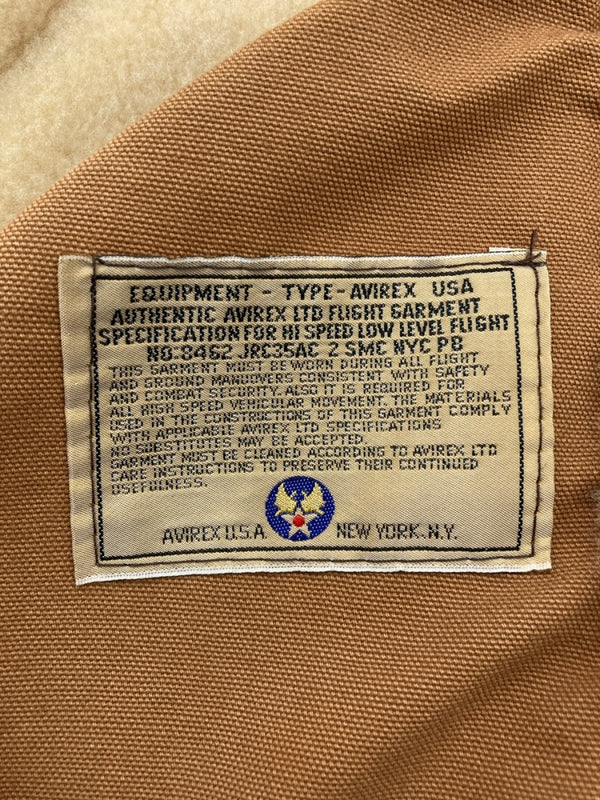 EQUIPMENT - TYPE - AVIREX USA
AUTHENTIC AVIREX LTD FLIGHT GARMENT
SPECIFICATION FOR HI SPEED LOW LEVEL FLIGHT
NO. 8462 JRC35AC 2 SMC NYC PB
THIS GARMENT MUST BE WORN DURING ALL FLIGHT
AND GROUND MANUOVERS CONSISTENT WITH SAFETY
AND COMBAT SECURITY. ALSO IT IS REQUIRED FOR
ALL HIGH SPEED VEHICULAR MOVEMENT. THE MATERIALS
USED IN THE CONSTRUCTIONS OF THIS GARMENT COMPLY
WITH APPLICABLE AVIREX LTD SPECIFICATIONS
NO SUBSTITUTES MAY BE ACCEPTED.
GARMENT MUST BE CLEANED ACCORDING TO AVIREX LTD
CARE INSTRUCTIONS TO PRESERVE THEIR CONTINUED
USEFULNESS.
AVIREX U.S.A. NEW YORK. N.Y.